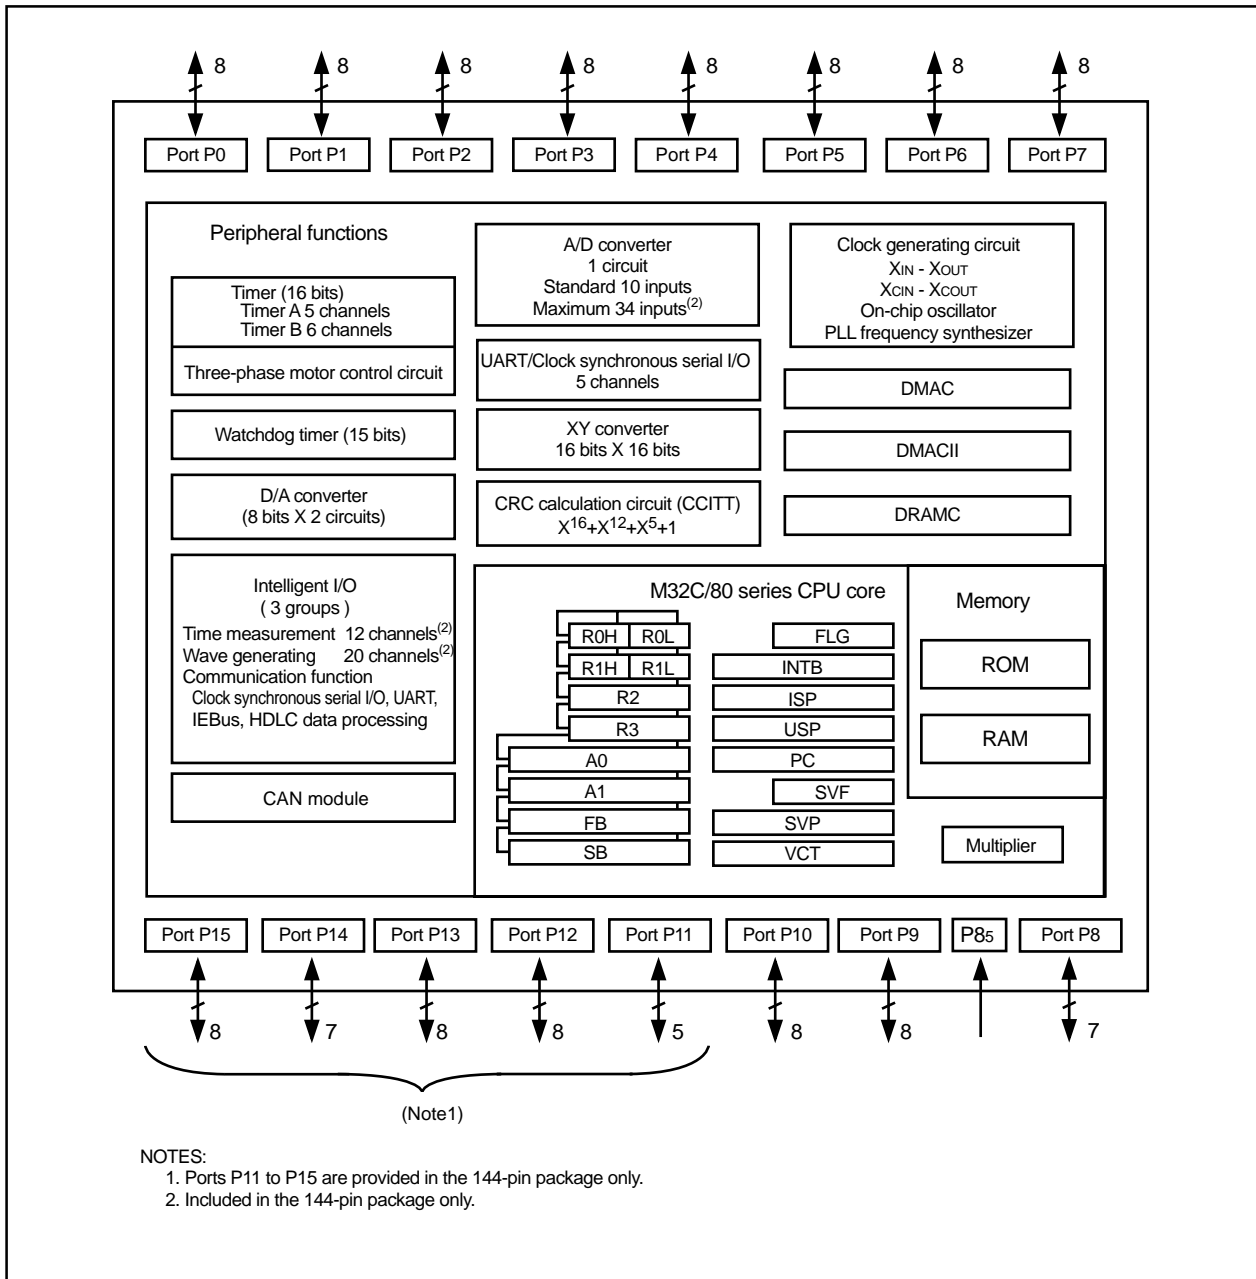 8 8 8 8 8 8 8 8
Port P0 Port P1 Port P2 Port P3 Port P4 Port P5 Port P6 Port P7
Peripheral functions
Timer (16 bits)
Timer A 5 channels
Timer B 6 channels
Three-phase motor control circuit
Watchdog timer (15 bits)
D/A converter
(8 bits X 2 circuits)
Intelligent I/O
( 3 groups )
Time measurement 12 channels(2)
Wave generating 20 channels(2)
Communication function
Clock synchronous serial I/O, UART,
IEBus, HDLC data processing
CAN module
A/D converter
1 circuit
Standard 10 inputs
Maximum 34 inputs(2)
UART/Clock synchronous serial I/O
5 channels
XY converter
16 bits X 16 bits
CRC calculation circuit (CCITT)
X16+X12+X5+1
Clock generating circuit
XIN - XOUT
XCIN - XCOUT
On-chip oscillator
PLL frequency synthesizer
DMAC
DMACII
DRAMC
M32C/80 series CPU core
R0H R0L
R1H R1L
R2
R3
A0
A1
FB
SB
FLG
INTB
ISP
USP
PC
SVF
SVP
VCT
Memory
ROM
RAM
Multiplier
Port P15 Port P14 Port P13 Port P12 Port P11 Port P10 Port P9 P85 Port P8
8 7 8 8 5 8 8 7
(Note1)
NOTES:
1. Ports P11 to P15 are provided in the 144-pin package only.
2. Included in the 144-pin package only.